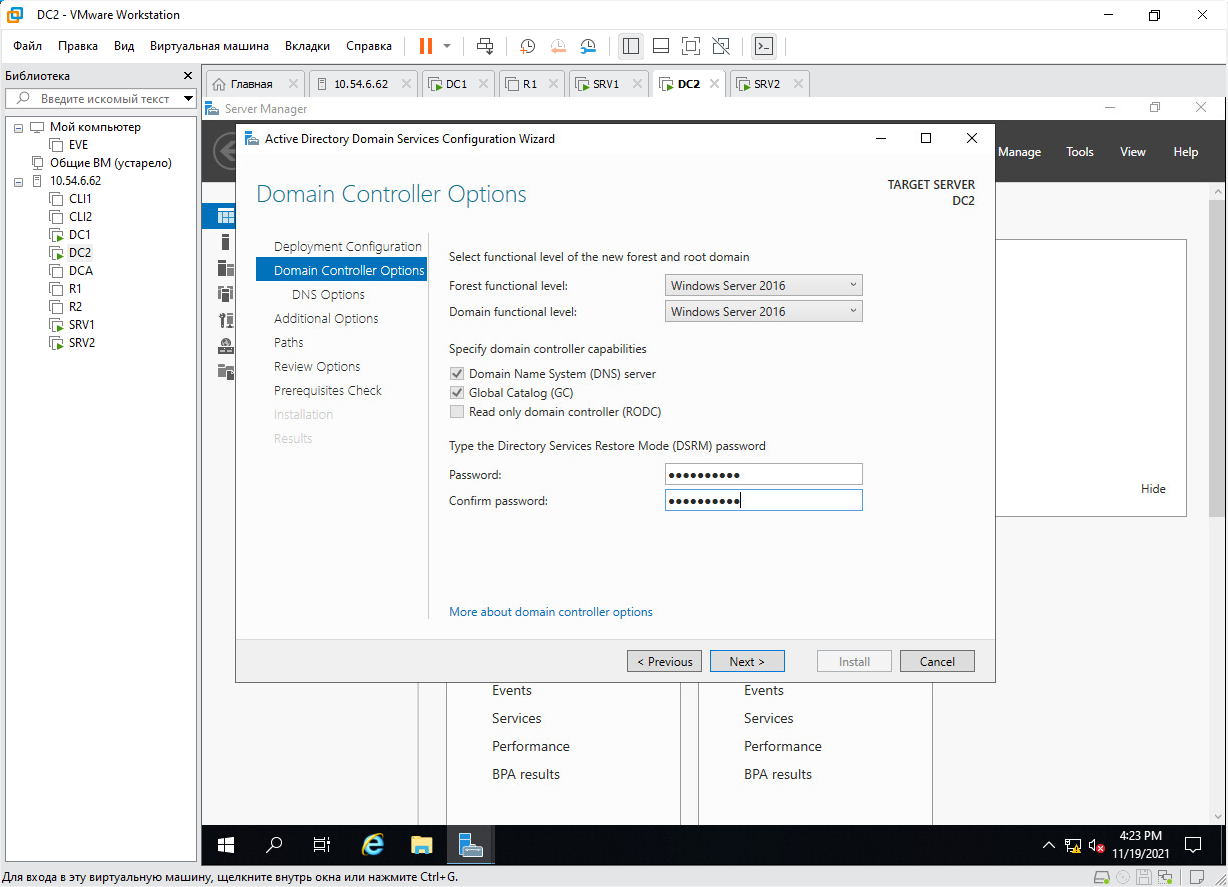 DC2 - VMware Workstation
Файл Правка Вид Виртуальная машина Вкладки Справка
Библиотека
Введите искомый текст
Мой компьютер
EVE
Общие ВМ (устарело)
10.54.6.62
CLI1
CLI2
DC1
DC2
DCA
R1
R2
SRV1
SRV2
Главная 10.54.6.62 DC1 R1 SRV1 DC2 SRV2
Server Manager
Manage Tools View Help
Active Directory Domain Services Configuration Wizard
Domain Controller Options
TARGET SERVER
DC2
Deployment Configuration
Domain Controller Options
DNS Options
Additional Options
Paths
Review Options
Prerequisites Check
Installation
Results
Select functional level of the new forest and root domain
Forest functional level: Windows Server 2016
Domain functional level: Windows Server 2016
Specify domain controller capabilities
Domain Name System (DNS) server
Global Catalog (GC)
Read only domain controller (RODC)
Type the Directory Services Restore Mode (DSRM) password
Password: ●●●●●●●●●●
Confirm password: ●●●●●●●●●●
More about domain controller options
< Previous Next > Install Cancel
Hide
Events Events
Services Services
Performance Performance
BPA results BPA results
4:23 PM
11/19/2021
Для входа в эту виртуальную машину, щелкните внутрь окна или нажмите Ctrl+G.